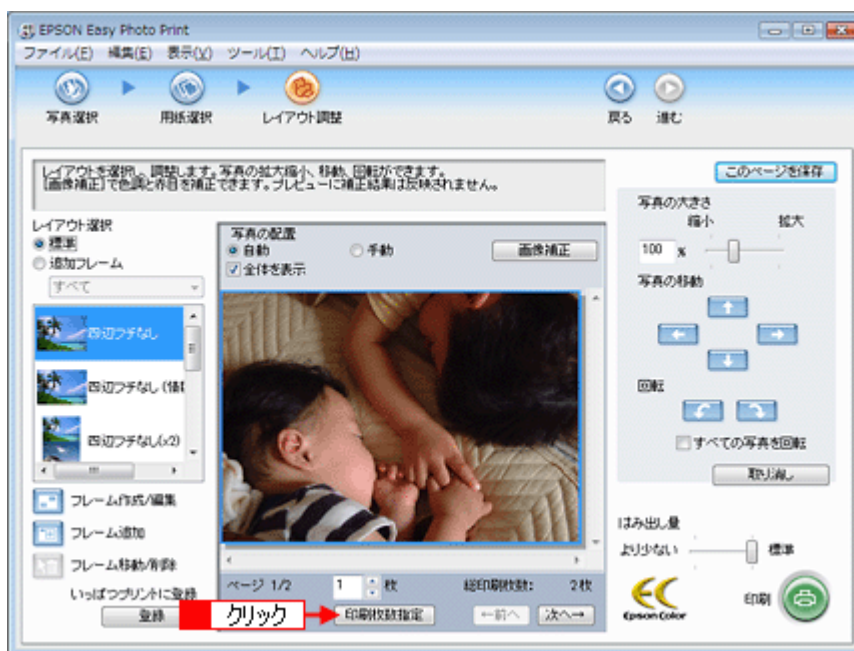 EPSON Easy Photo Print
ファイル(F) 編集(E) 表示(V) ツール(T) ヘルプ(H)
写真選択 用紙選択 レイアウト調整 戻る 進む
レイアウトを選択し、調整します。写真の拡大縮小、移動、回転ができます。
[画像補正]で色調と赤目を補正できます。プレビューに補正結果は反映されません。
このページを保存
レイアウト選択
標準
追加フレーム
すべて
四辺フチなし
四辺フチなし (情報
四辺フチなし(x2)
フレーム作成/編集
フレーム追加
フレーム移動/削除
いっぱつプリントに登録
登録
写真の配置
自動 手動 画像補正
全体を表示
ページ 1/2 1 枚 総印刷枚数: 2枚
クリック 印刷枚数指定 ←前へ 次へ→
写真の大きさ
縮小 拡大
100 %
写真の移動
回転
すべての写真を回転
取り消し
はみ出し量
より少ない 標準
Epson Color 印刷